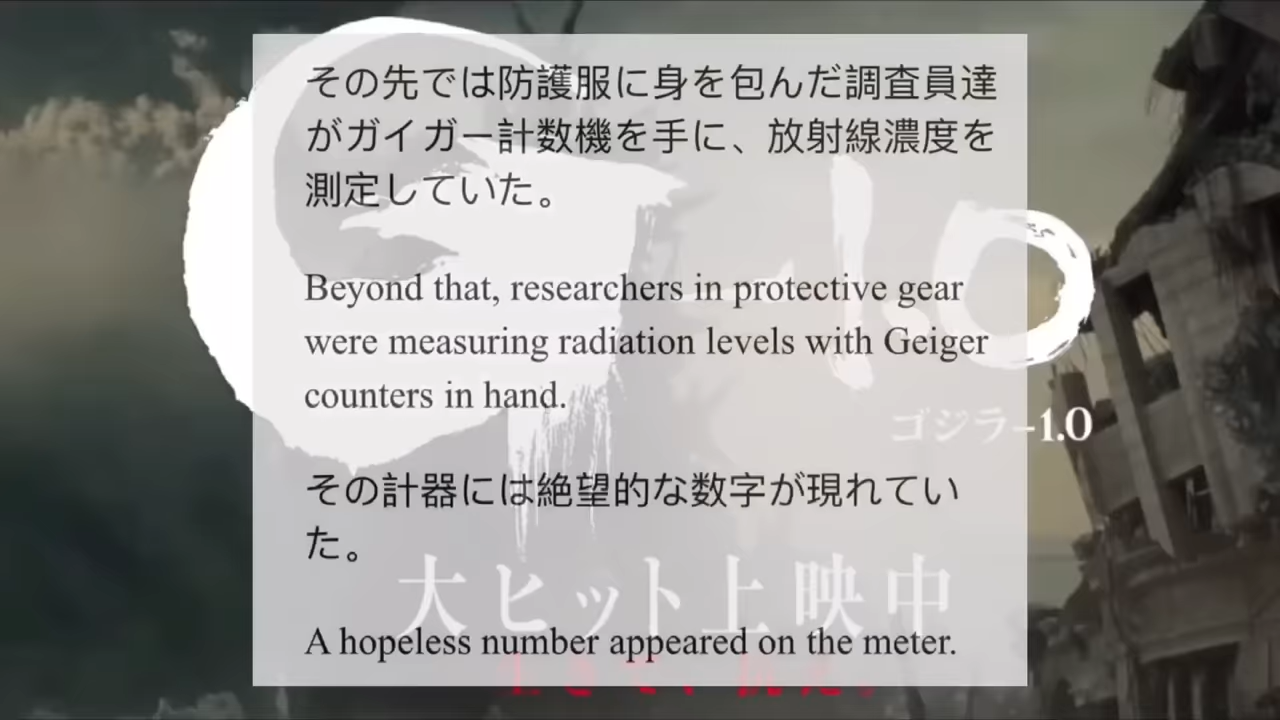 その先では防護服に身を包んだ調査員達
がガイガー計数機を手に、放射線濃度を
測定していた。
Beyond that, researchers in protective gear
were measuring radiation levels with Geiger
counters in hand.
ゴジラ-1.0
その計器には絶望的な数字が現れてい
た。
大ヒット上映中
A hopeless number appeared on the meter.